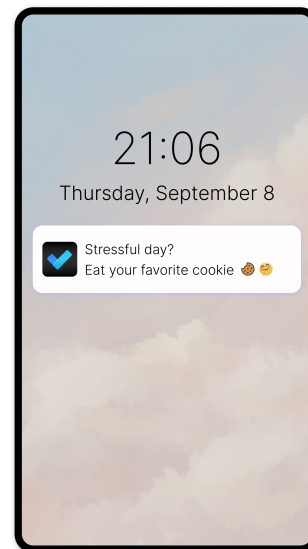 21:06
Thursday, September 8
Stressful day?
Eat your favorite cookie 🍪 🤗